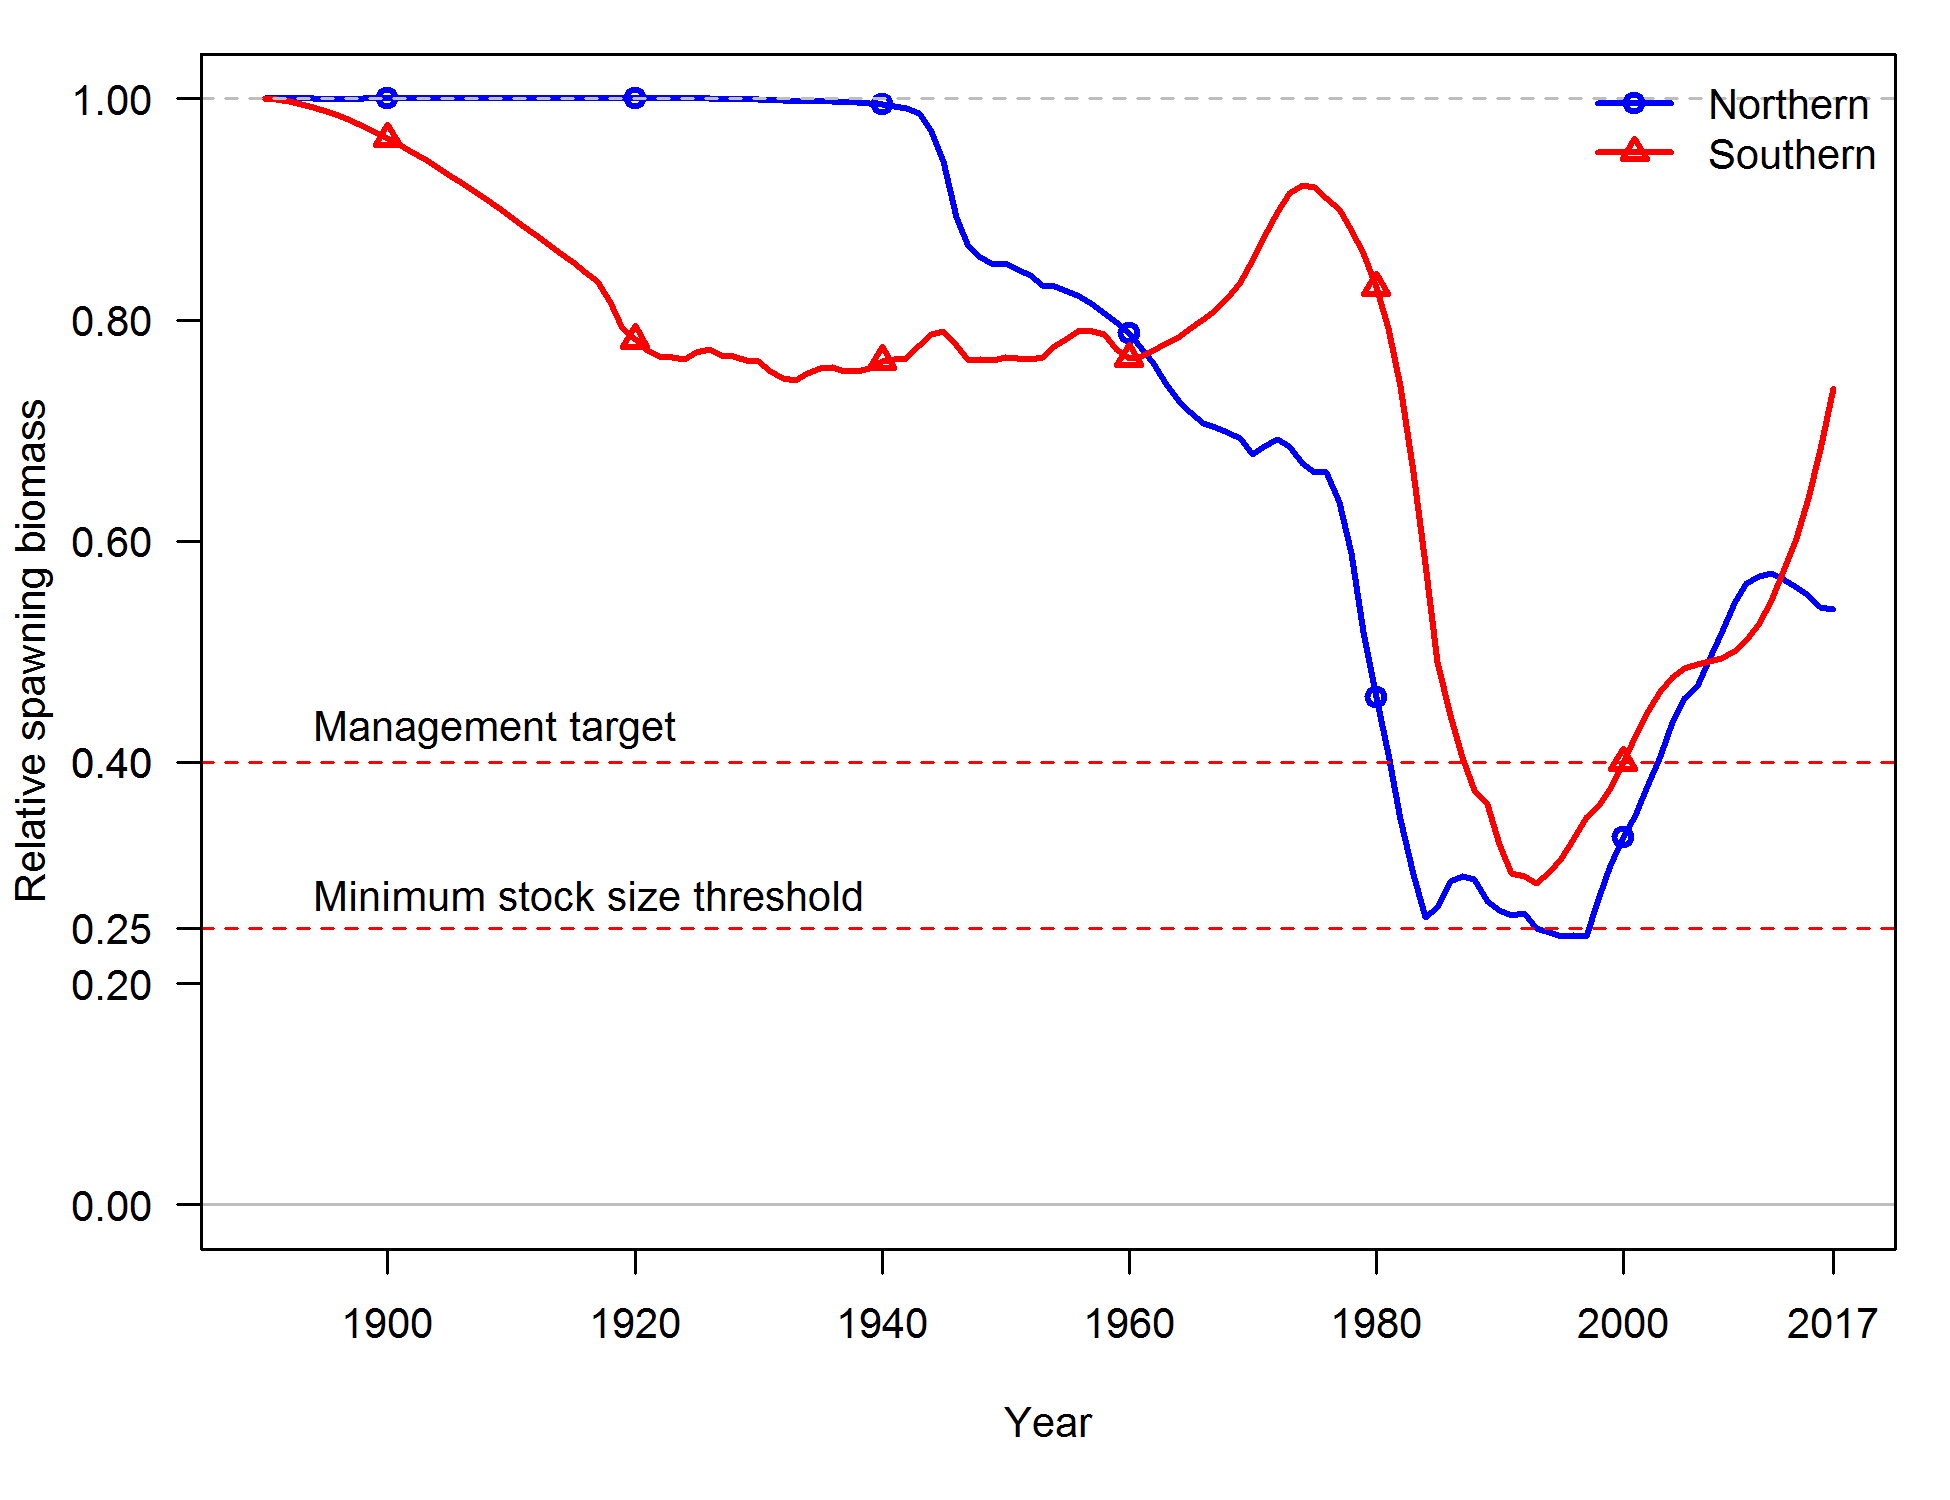 1.00
0.80
0.60
0.40
0.25
0.20
0.00
Relative spawning biomass
Northern
Southern
Management target
Minimum stock size threshold
1900 1920 1940 1960 1980 2000 2017
Year